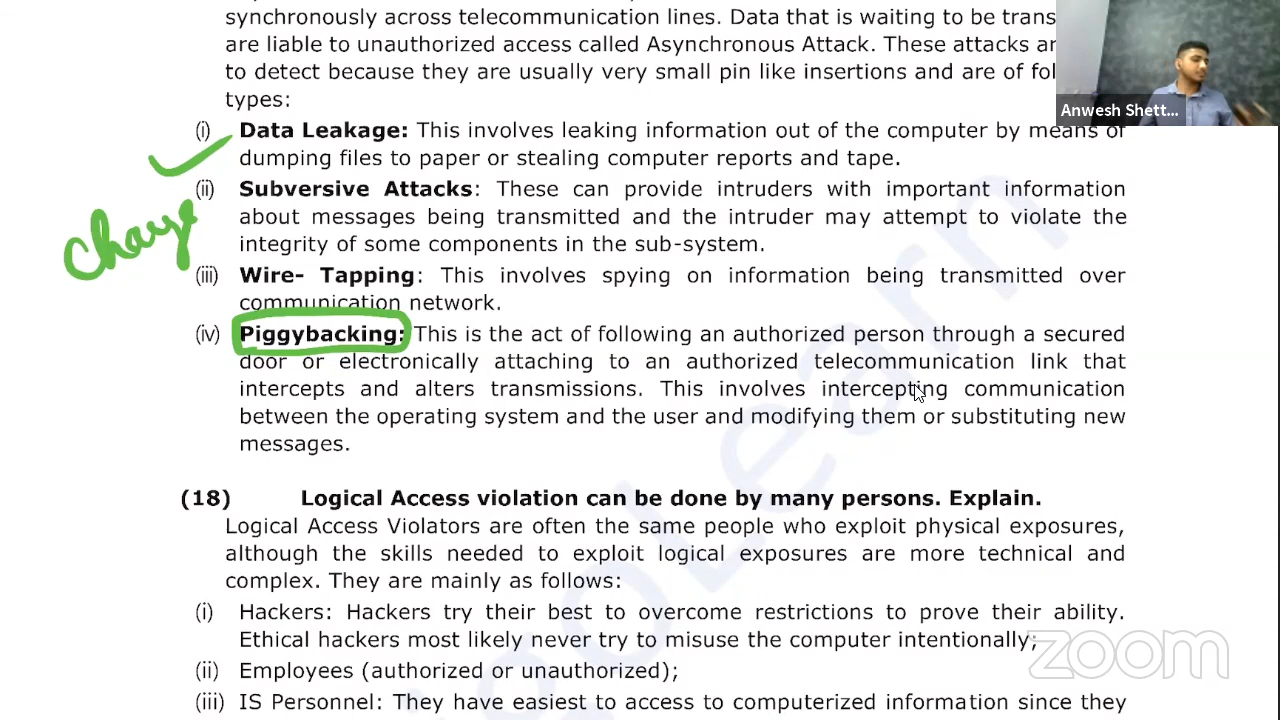 synchronously across telecommunication lines. Data that is waiting to be trans
are liable to unauthorized access called Asynchronous Attack. These attacks ar
to detect because they are usually very small pin like insertions and are of fo
types:
Anwesh Shett...
(i) Data Leakage: This involves leaking information out of the computer by means of
dumping files to paper or stealing computer reports and tape.
(ii) Subversive Attacks: These can provide intruders with important information
about messages being transmitted and the intruder may attempt to violate the
integrity of some components in the sub-system.
(iii) Wire- Tapping: This involves spying on information being transmitted over
communication network.
(iv) Piggybacking: This is the act of following an authorized person through a secured
door or electronically attaching to an authorized telecommunication link that
intercepts and alters transmissions. This involves intercepting communication
between the operating system and the user and modifying them or substituting new
messages.
(18) Logical Access violation can be done by many persons. Explain.
Logical Access Violators are often the same people who exploit physical exposures,
although the skills needed to exploit logical exposures are more technical and
complex. They are mainly as follows:
(i) Hackers: Hackers try their best to overcome restrictions to prove their ability.
Ethical hackers most likely never try to misuse the computer intentionally;
(ii) Employees (authorized or unauthorized);
(iii) IS Personnel: They have easiest to access to computerized information since they
zoom